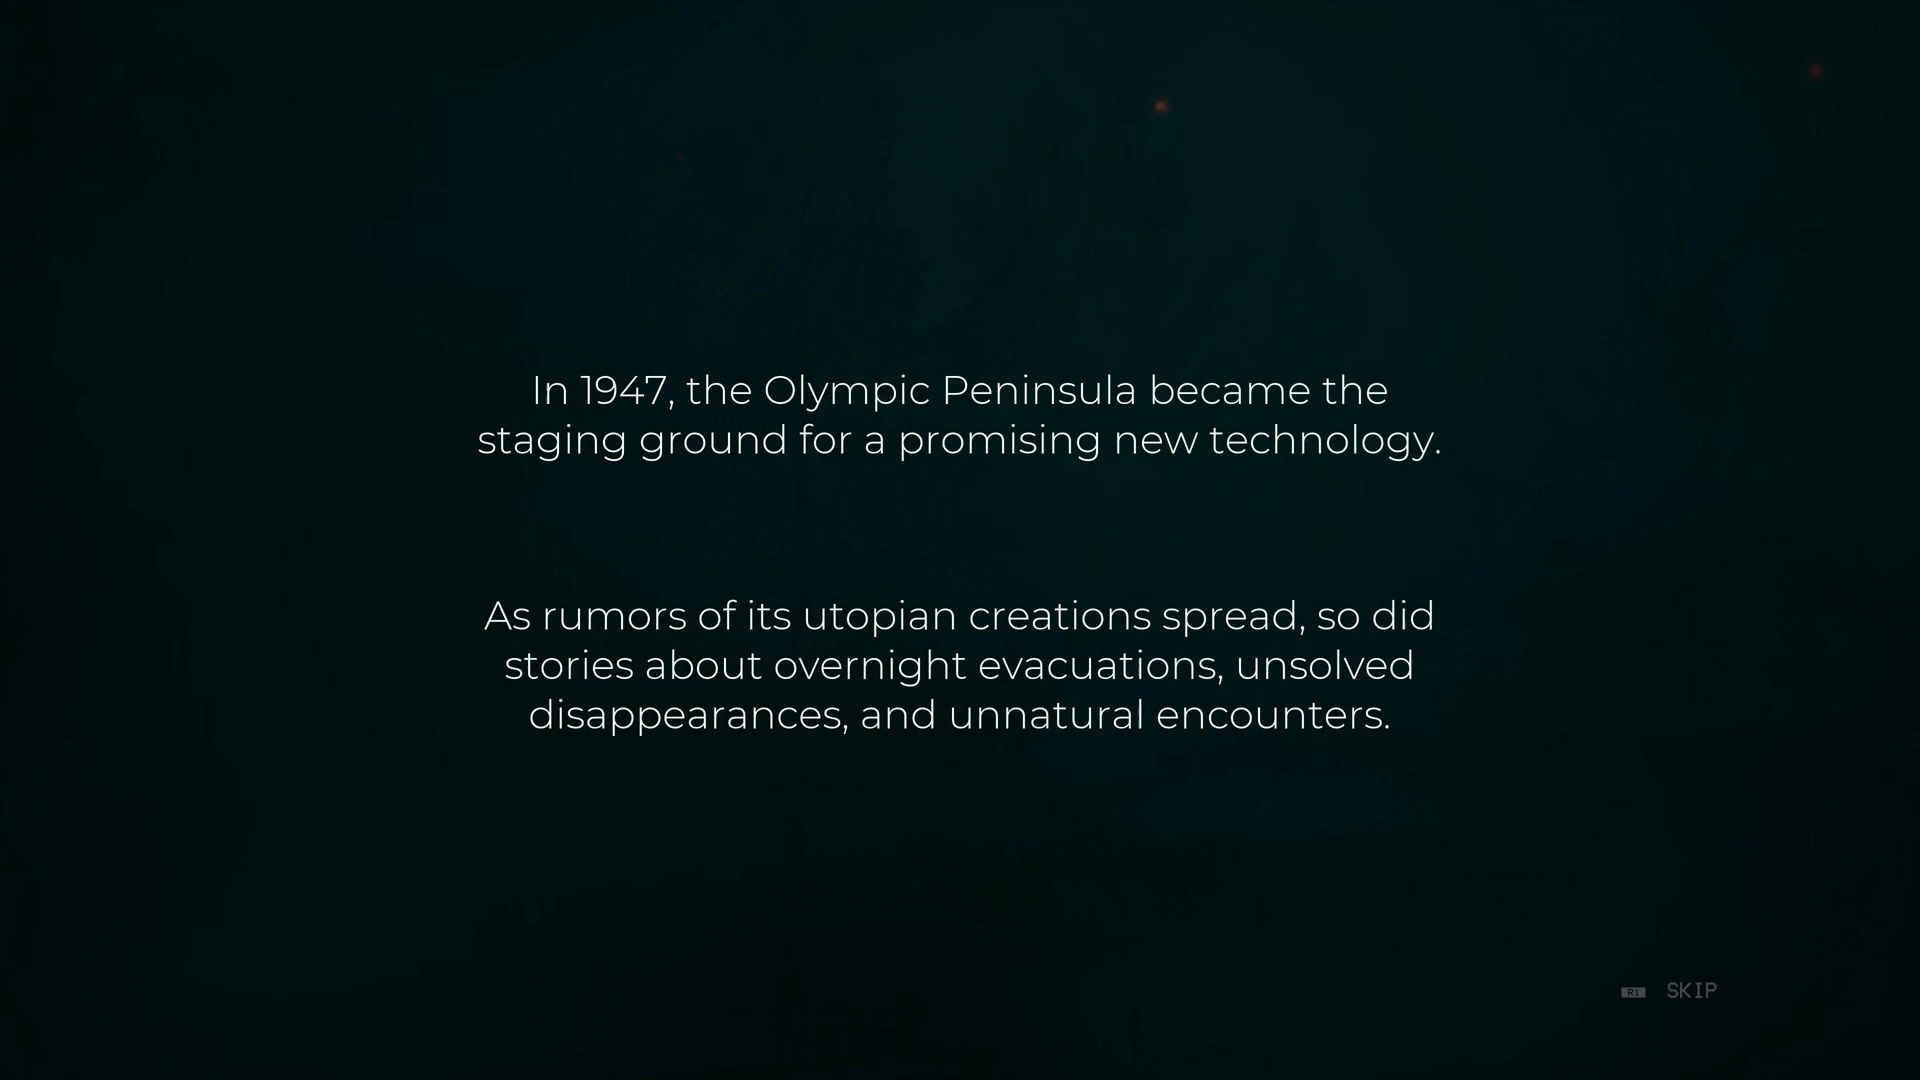 In 1947, the Olympic Peninsula became the
staging ground for a promising new technology.
As rumors of its utopian creations spread, so did
stories about overnight evacuations, unsolved
disappearances, and unnatural encounters.
R1 SKIP